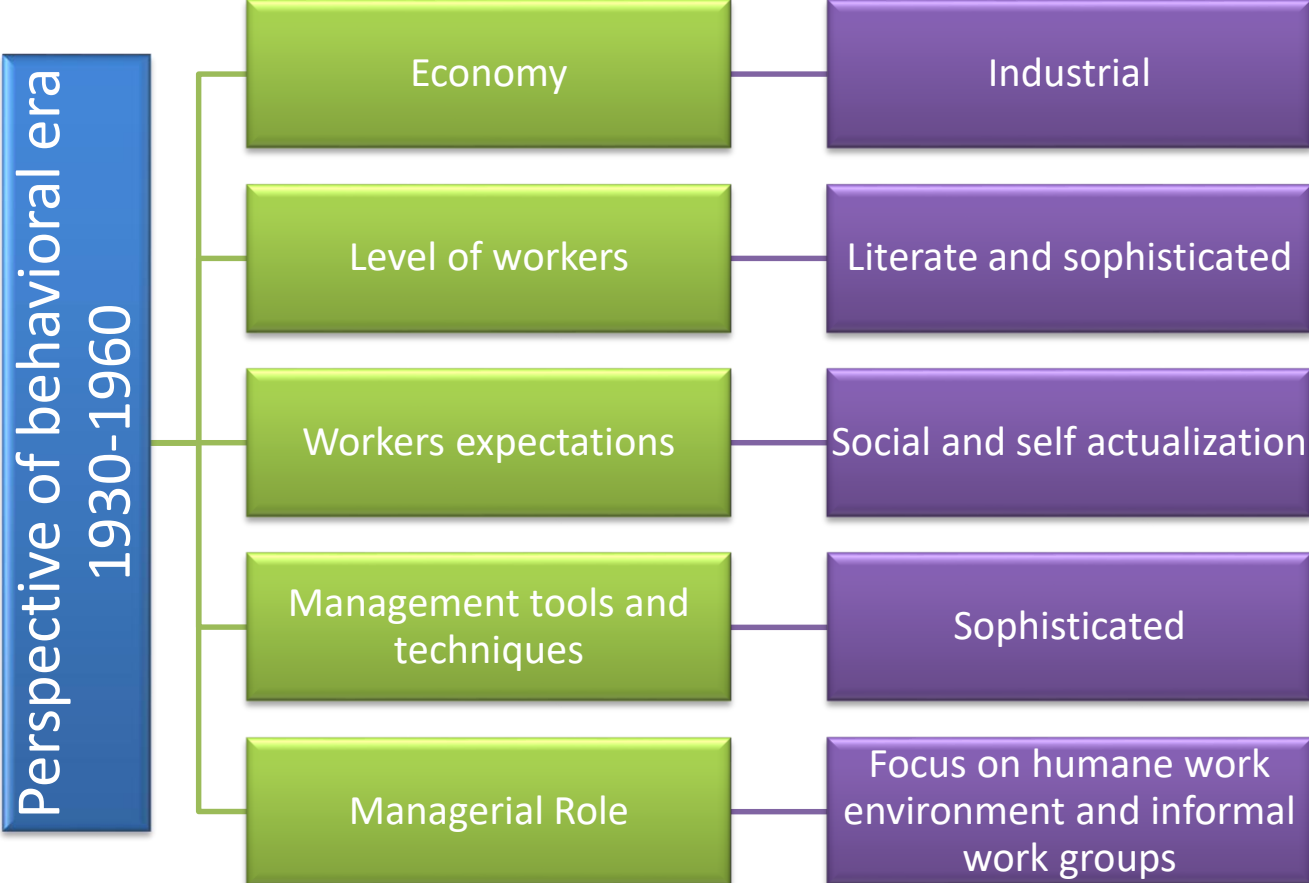 Perspective of behavioral era
1930-1960
Economy
Industrial
Level of workers
Literate and sophisticated
Workers expectations
Social and self actualization
Management tools and
techniques
Sophisticated
Managerial Role
Focus on humane work
environment and informal
work groups